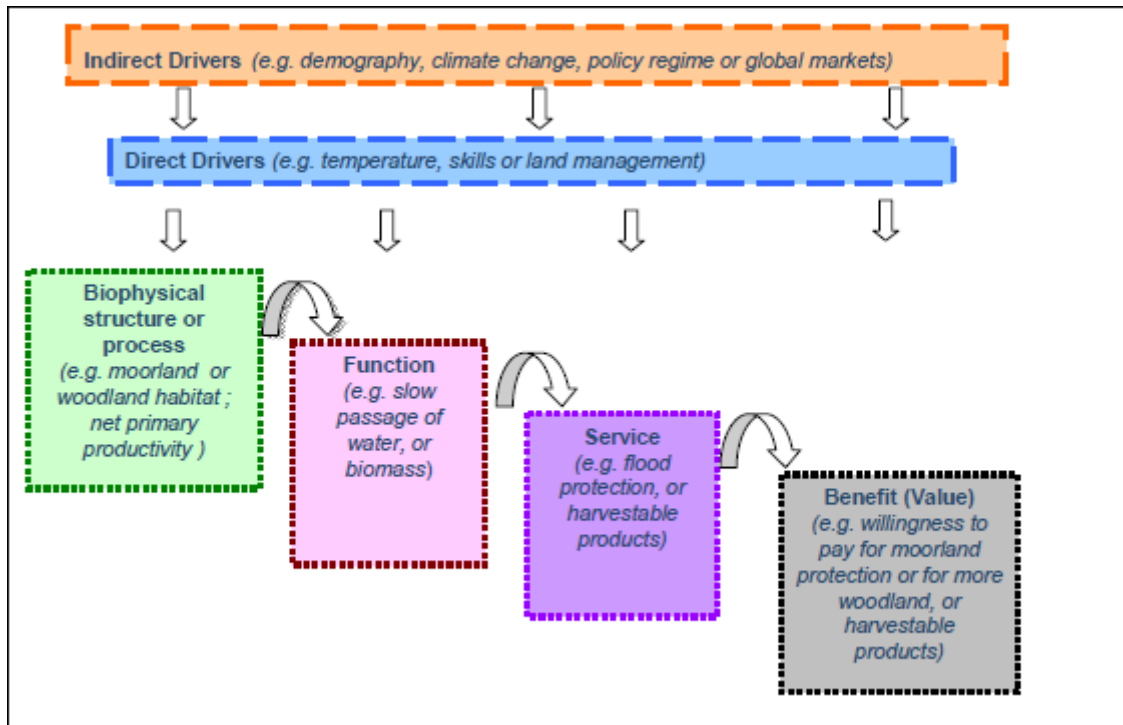 Indirect Drivers (e.g. demography, climate change, policy regime or global markets)
Direct Drivers (e.g. temperature, skills or land management)
Biophysical
structure or
process
(e.g. moorland or
woodland habitat ;
net primary
productivity )
Function
(e.g. slow
passage of
water, or
biomass)
Service
(e.g. flood
protection, or
harvestable
products)
Benefit (Value)
(e.g. willingness to
pay for moorland
protection or for more
woodland, or
harvestable
products)